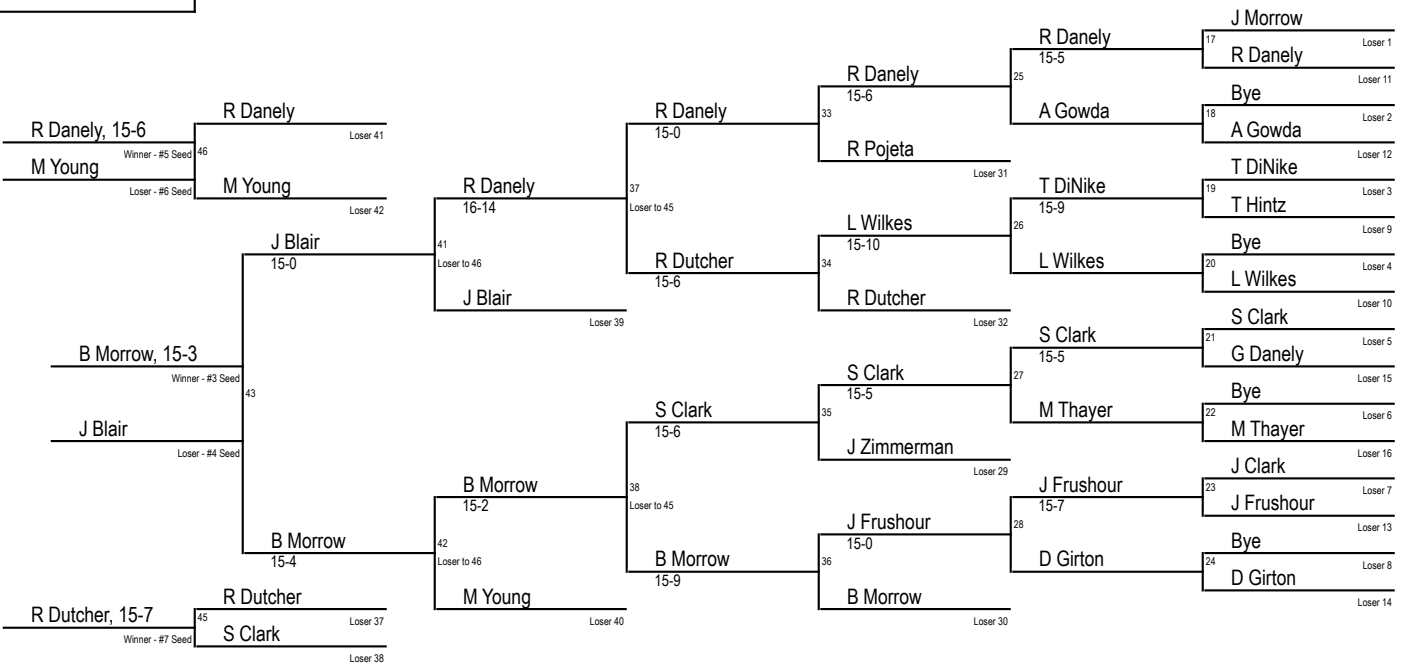 J Morrow
Loser 1
R Danely
15-5
17
R Danely
Loser 11
R Danely
15-6
25
Bye
Loser 2
A Gowda
18
A Gowda
Loser 12
R Danely
15-0
33
R Pojeta
Loser 31
R Danely
Loser 41
R Danely, 15-6
Winner - #5 Seed
46
M Young
Loser - #6 Seed
M Young
Loser 42
R Danely
16-14
37
Loser to 45
T DiNike
Loser 3
T DiNike
15-9
19
T Hintz
Loser 9
L Wilkes
15-10
26
Bye
Loser 4
L Wilkes
20
L Wilkes
Loser 10
J Blair
15-0
41
Loser to 46
R Dutcher
15-6
34
R Dutcher
Loser 32
J Blair
Loser 39
S Clark
Loser 5
S Clark
15-5
21
G Danely
Loser 15
B Morrow, 15-3
Winner - #3 Seed
43
S Clark
15-5
27
Bye
Loser 6
M Thayer
22
M Thayer
Loser 16
J Blair
Loser - #4 Seed
S Clark
15-6
35
J Zimmerman
Loser 29
J Clark
Loser 7
B Morrow
15-2
38
Loser to 45
J Frushour
15-7
23
J Frushour
Loser 13
J Frushour
15-0
28
Bye
Loser 8
D Girton
24
D Girton
Loser 14
B Morrow
15-4
42
Loser to 46
B Morrow
15-9
36
B Morrow
Loser 30
M Young
Loser 40
R Dutcher
Loser 37
R Dutcher, 15-7
Winner - #7 Seed
45
S Clark
Loser 38